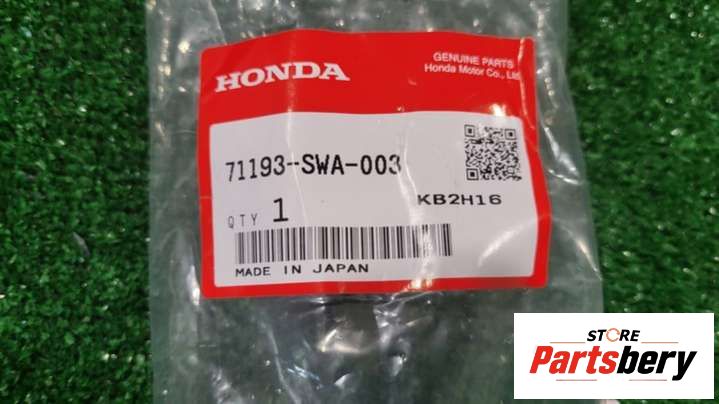 HONDA
GENUINE PARTS
Honda Motor Co., Ltd
71193-SWA-003
KB2H16
QTY 1
MADE IN JAPAN
STORE
Partsbery